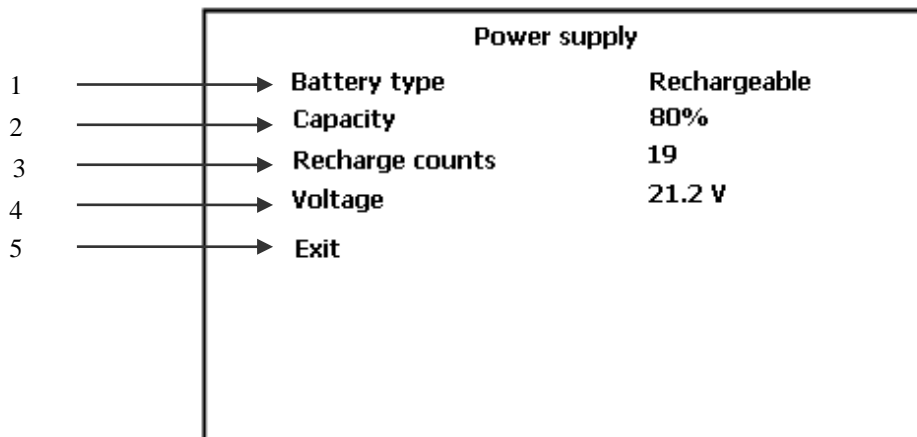 Power supply
1 Battery type Rechargeable
2 Capacity 80%
3 Recharge counts 19
4 Voltage 21.2 V
5 Exit